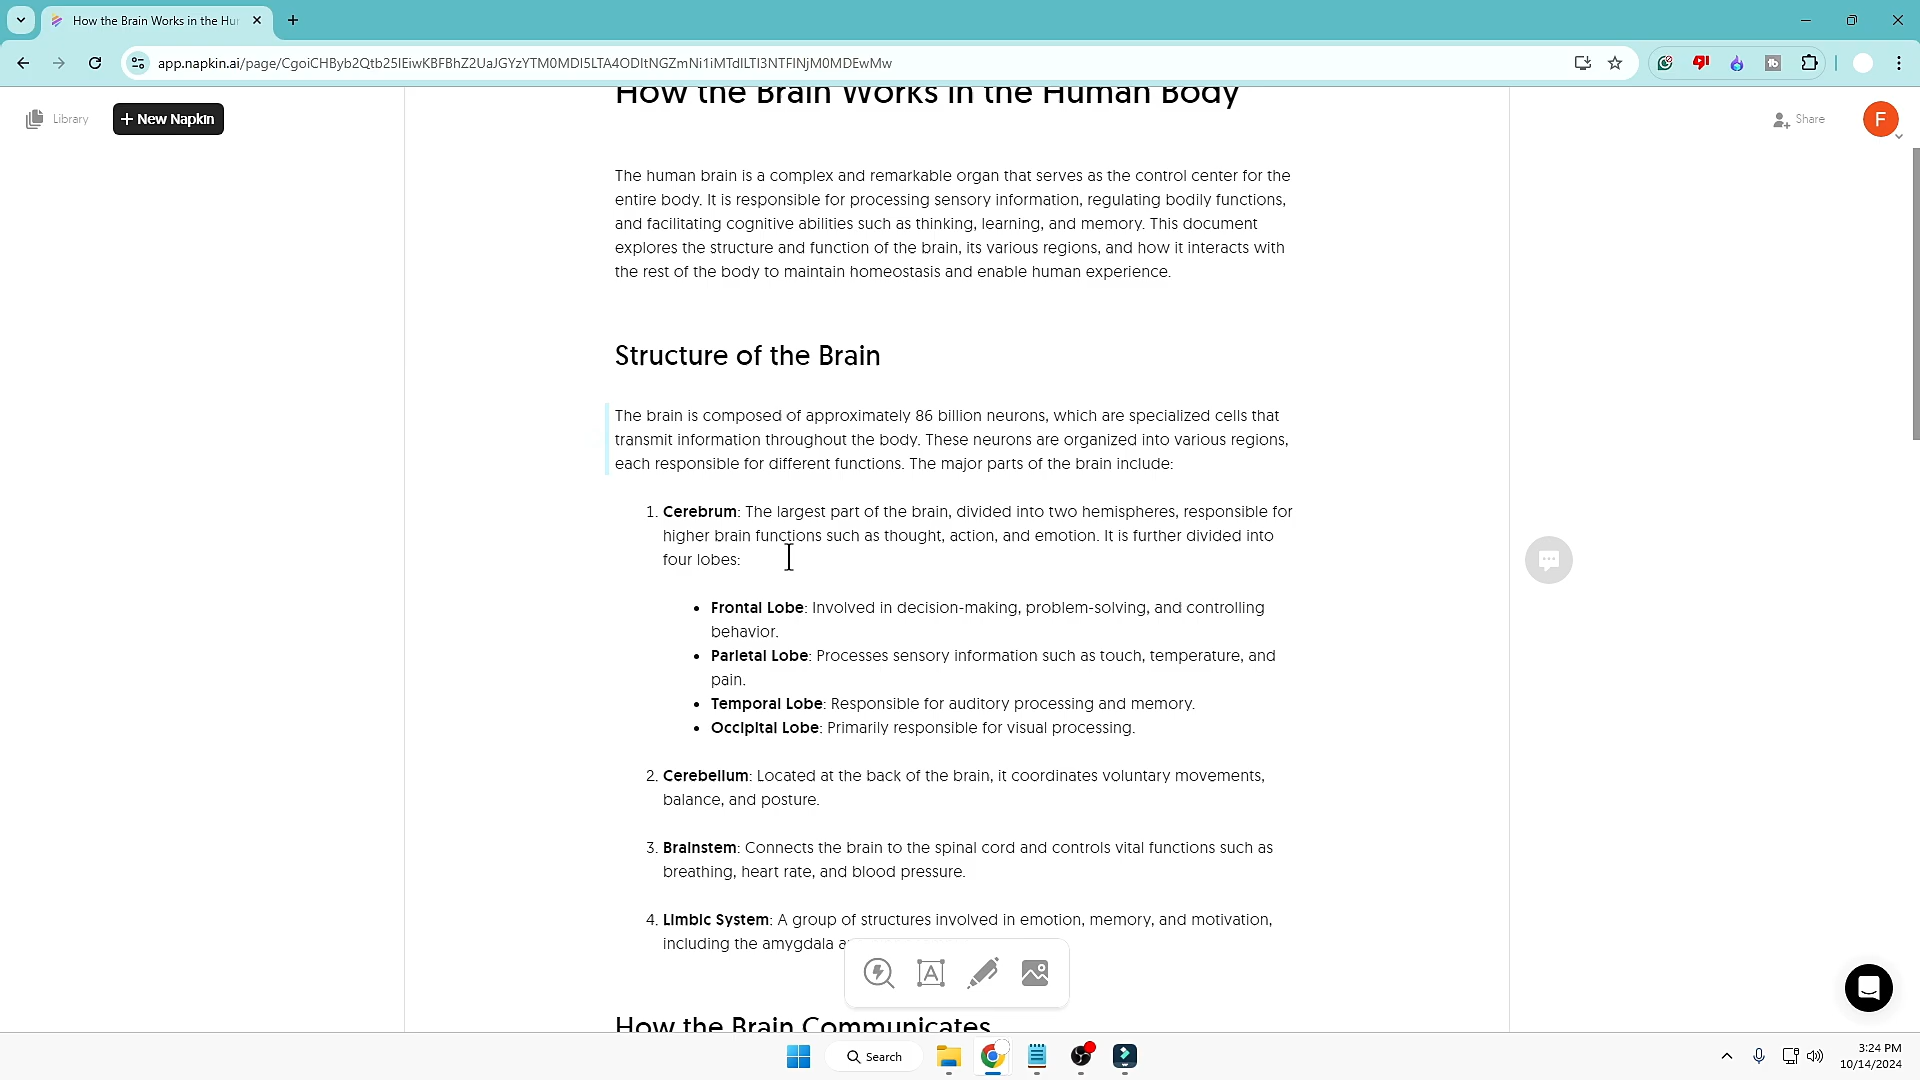 How the Brain Works in the Hu
app.napkin.ai/page/CgoiCHByb2Qtb25lEiwKBFBhZ2UaJGYzYTM0MDI5LTA4ODItNGZmNi1iMTdlLTI3NTFlNjM0MDEwMw
Library
+ New Napkin
Share
F
How the Brain Works in the Human Body
The human brain is a complex and remarkable organ that serves as the control center for the
entire body. It is responsible for processing sensory information, regulating bodily functions,
and facilitating cognitive abilities such as thinking, learning, and memory. This document
explores the structure and function of the brain, its various regions, and how it interacts with
the rest of the body to maintain homeostasis and enable human experience.
Structure of the Brain
The brain is composed of approximately 86 billion neurons, which are specialized cells that
transmit information throughout the body. These neurons are organized into various regions,
each responsible for different functions. The major parts of the brain include:
1. Cerebrum: The largest part of the brain, divided into two hemispheres, responsible for
higher brain functions such as thought, action, and emotion. It is further divided into
four lobes:
• Frontal Lobe: Involved in decision-making, problem-solving, and controlling
behavior.
• Parietal Lobe: Processes sensory information such as touch, temperature, and
pain.
• Temporal Lobe: Responsible for auditory processing and memory.
• Occipital Lobe: Primarily responsible for visual processing.
2. Cerebellum: Located at the back of the brain, it coordinates voluntary movements,
balance, and posture.
3. Brainstem: Connects the brain to the spinal cord and controls vital functions such as
breathing, heart rate, and blood pressure.
4. Limbic System: A group of structures involved in emotion, memory, and motivation,
including the amygdala
A
How the Brain Communicates
Search
3:24 PM
10/14/2024